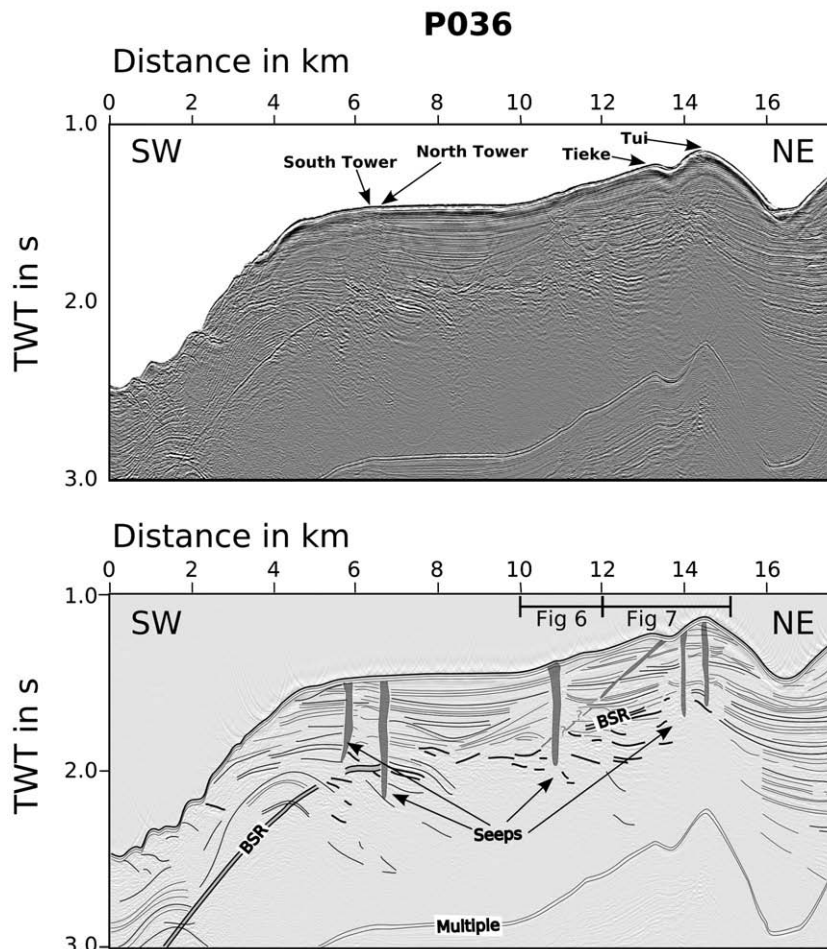 P036
Distance in km
0 2 4 6 8 10 12 14 16
1.0
SW
NE
South Tower
North Tower
Tieke
Tui
TWT in s
2.0
3.0
Distance in km
0 2 4 6 8 10 12 14 16
1.0
SW
Fig 6
Fig 7
NE
BSR
TWT in s
2.0
Seeps
BSR
Multiple
3.0